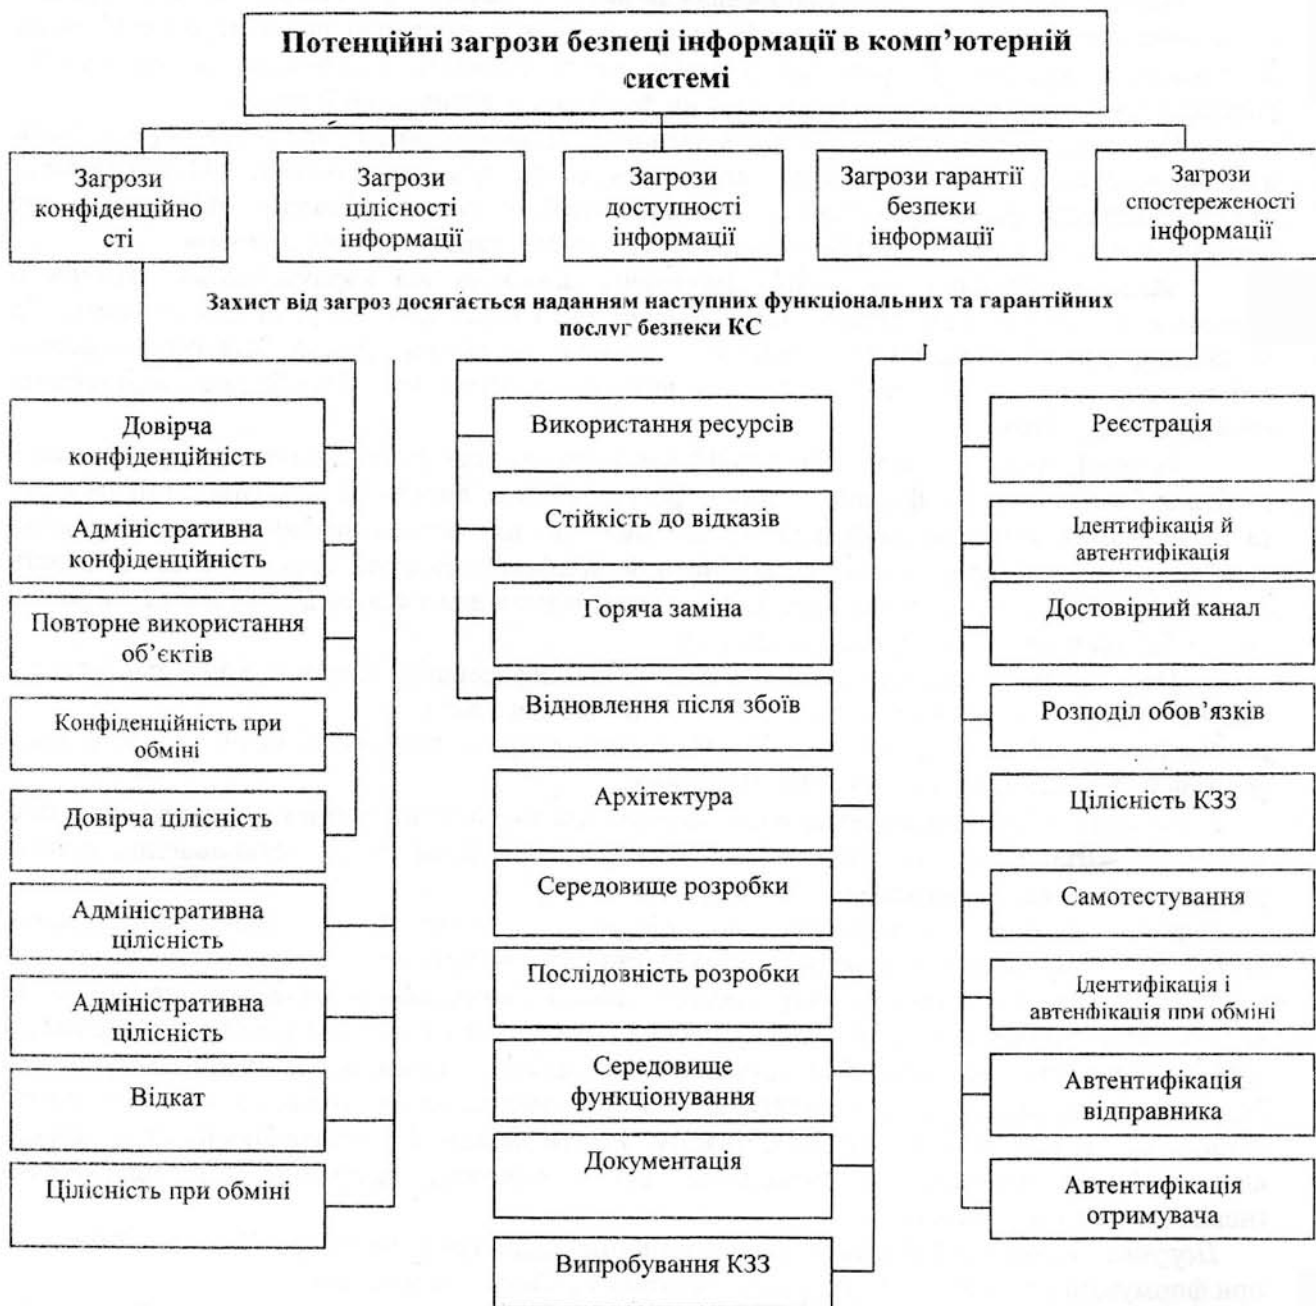 Потенційні загрози безпеці інформації в комп’ютерній
системі
Загрози
конфіденційно
сті
Загрози
цілісності
інформації
Загрози
доступності
інформації
Загрози гарантії
безпеки
інформації
Загрози
спостереженості
інформації
Захист від загроз досягається наданням наступних функціональних та гарантійних
послуг безпеки КС
Довірча
конфіденційність
Адміністративна
конфіденційність
Повторне використання
об’єктів
Конфіденційність при
обміні
Довірча цілісність
Адміністративна
цілісність
Адміністративна
цілісність
Відкат
Цілісність при обміні
Використання ресурсів
Стійкість до відказів
Горяча заміна
Відновлення після збоїв
Архітектура
Середовище розробки
Послідовність розробки
Середовище
функціонування
Документація
Випробування КЗЗ
Реєстрація
Ідентифікація й
автентифікація
Достовірний канал
Розподіл обов’язків
Цілісність КЗЗ
Самотестування
Ідентифікація і
автенфікація при обміні
Автентифікація
відправника
Автентифікація
отримувача